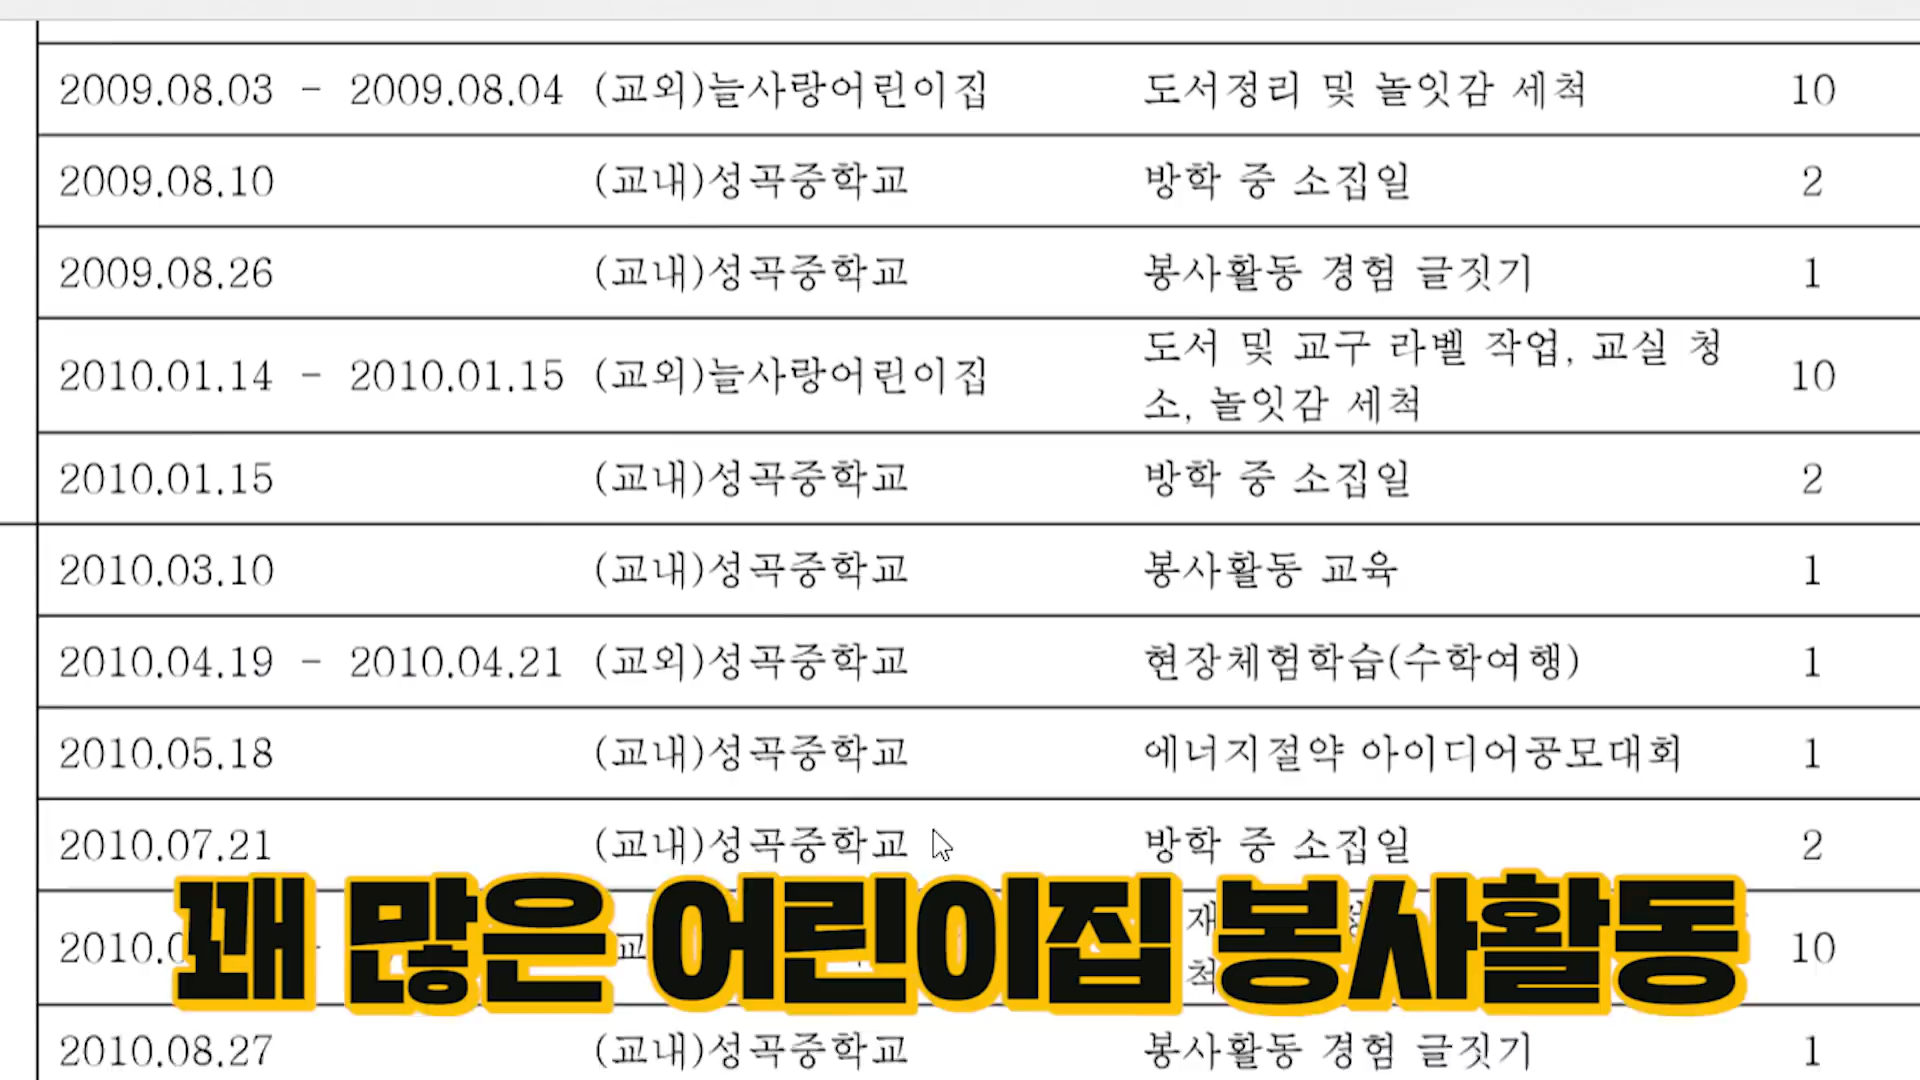 2009.08.03 - 2009.08.04 (교외)늘사랑어린이집 도서정리 및 놀잇감 세척 10
2009.08.10 (교내)성곡중학교 방학 중 소집일 2
2009.08.26 (교내)성곡중학교 봉사활동 경험 글짓기 1
2010.01.14 - 2010.01.15 (교외)늘사랑어린이집 도서 및 교구 라벨 작업, 교실 청
소, 놀잇감 세척 10
2010.01.15 (교내)성곡중학교 방학 중 소집일 2
2010.03.10 (교내)성곡중학교 봉사활동 교육 1
2010.04.19 - 2010.04.21 (교외)성곡중학교 현장체험학습(수학여행) 1
2010.05.18 (교내)성곡중학교 에너지절약 아이디어공모대회 1
2010.07.21 (교내)성곡중학교 방학 중 소집일 2
10
꽤 많은 어린이집 봉사활동
2010.08.27 (교내)성곡중학교 봉사활동 경험 글짓기 1